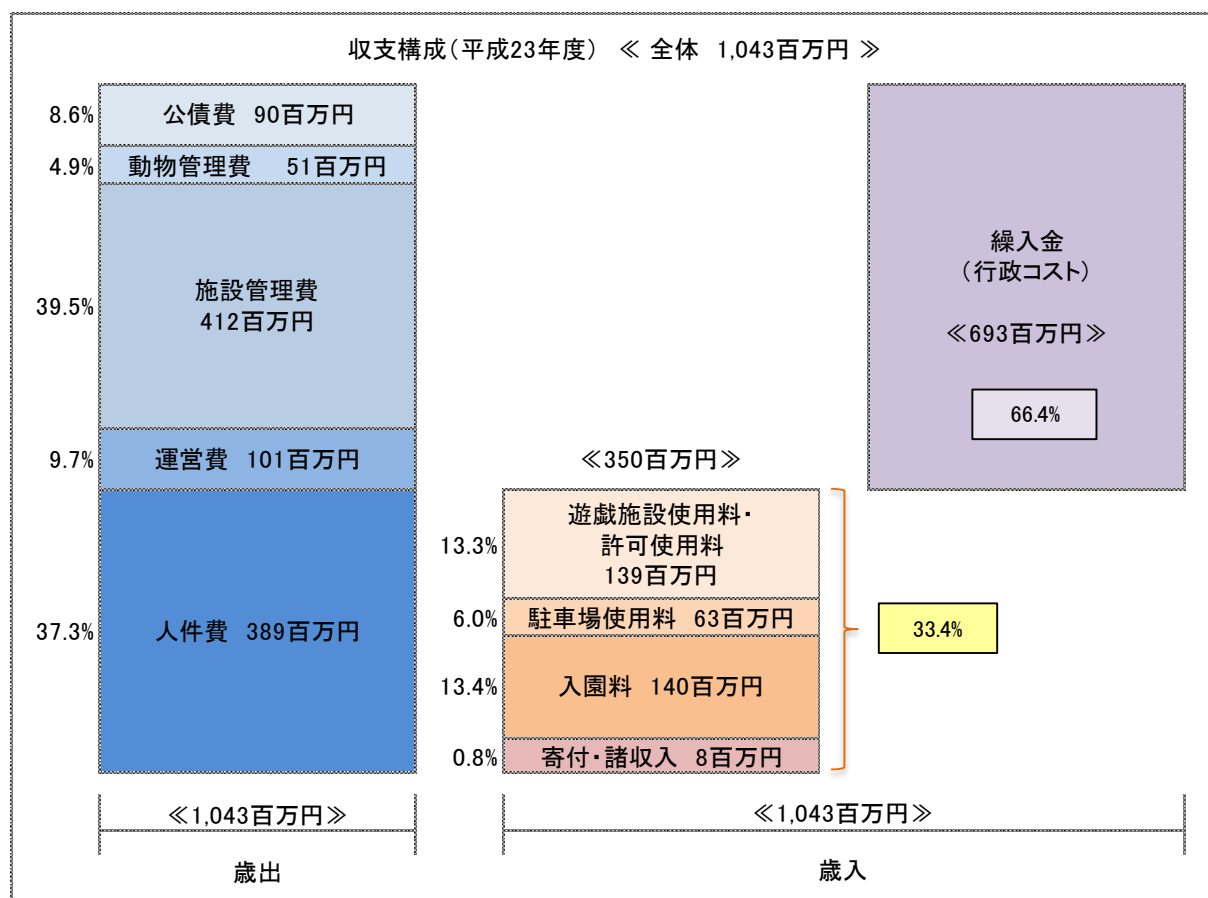 収支構成(平成23年度) ≪ 全体 1,043百万円 ≫
8.6%
公債費 90百万円
4.9%
動物管理費 51百万円
39.5%
施設管理費
412百万円
9.7%
運営費 101百万円
37.3%
人件費 389百万円
≪1,043百万円≫
歳出
≪350百万円≫
13.3%
遊戯施設使用料・
許可使用料
139百万円
6.0%
駐車場使用料 63百万円
13.4%
入園料 140百万円
0.8%
寄付・諸収入 8百万円
33.4%
繰入金
(行政コスト)
≪693百万円≫
66.4%
≪1,043百万円≫
歳入